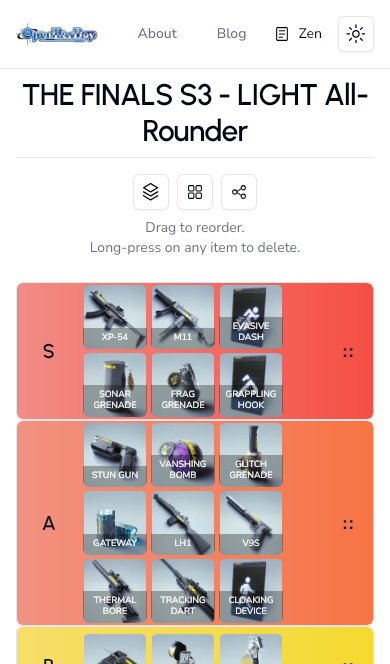 OpenRanKey
About
Blog
Zen
THE FINALS S3 - LIGHT All-
Rounder
Drag to reorder.
Long-press on any item to delete.
S
XP-54
M11
EVASIVE
DASH
SONAR
GRENADE
FRAG
GRENADE
GRAPPLING
HOOK
A
STUN GUN
VANSHING
BOMB
GLITCH
GRENADE
GATEWAY
LH1
V9S
THERMAL
BORE
TRACKING
DART
CLOAKING
DEVICE